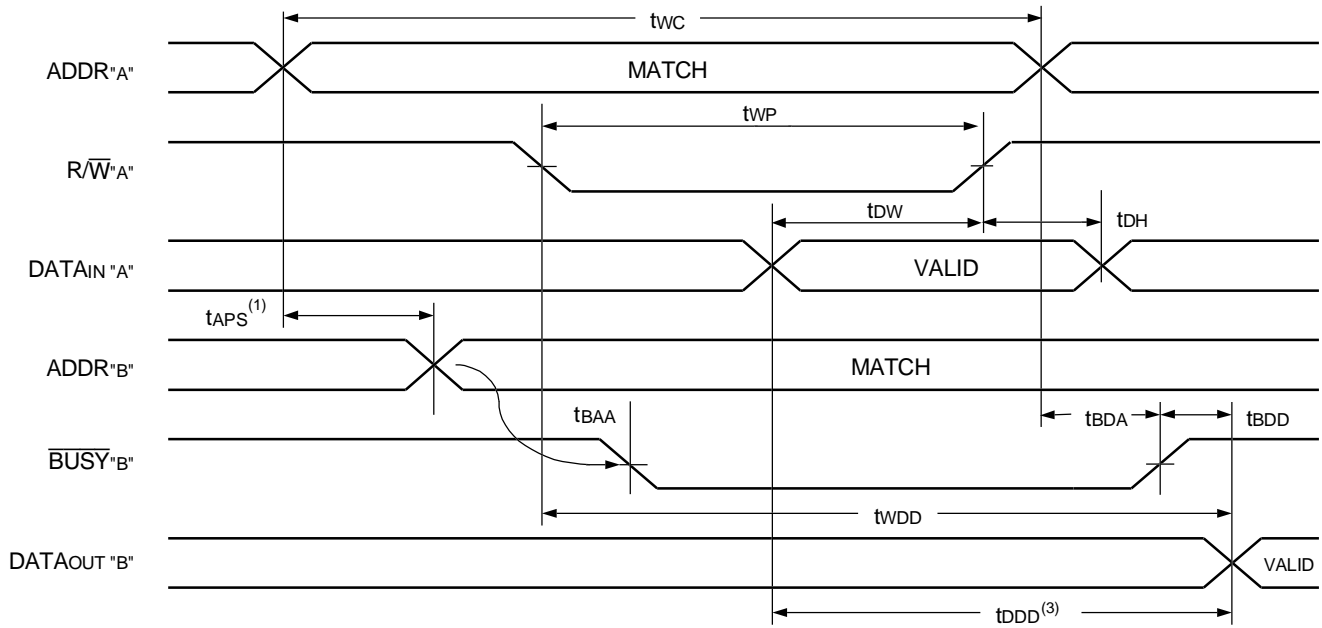 tWC
ADDR"A"
MATCH
tWP
R/W̅"A"
tDW
tDH
DATAIN "A"
VALID
tAPS(1)
ADDR"B"
MATCH
tBAA
tBDA
tBDD
B̅U̅S̅Y̅"B"
tWDD
DATAOUT "B"
VALID
tDDD(3)